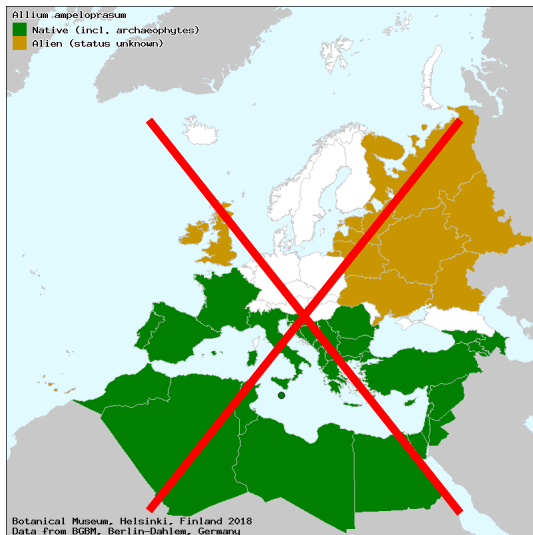 Allium ampeloprasum
Native (incl. archaeophytes)
Alien (status unknown)
Botanical Museum, Helsinki, Finland 2018
Data from BGBM, Berlin-Dahlem, Germany